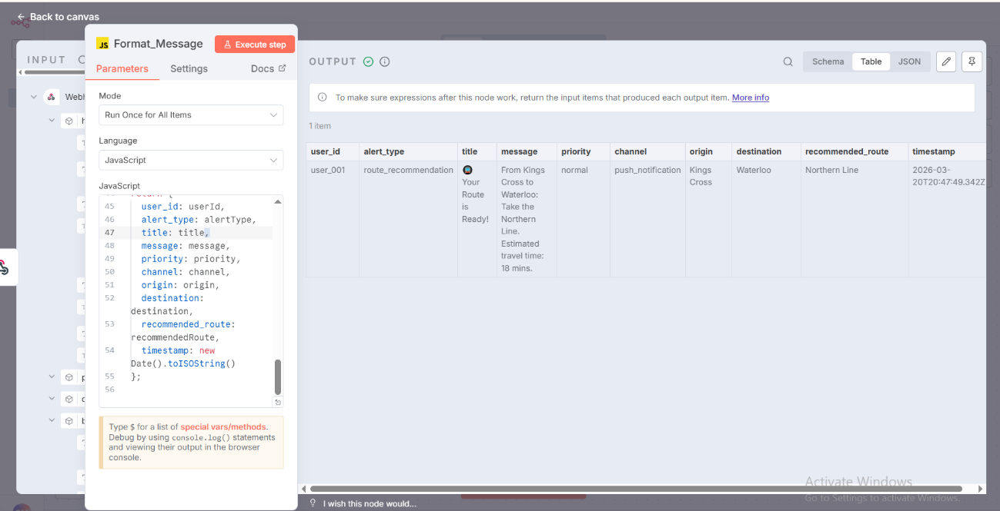 ← Back to canvas
INPUT
JS Format_Message
Execute step
Parameters
Settings
Docs
Mode
Run Once for All Items
Language
JavaScript
JavaScript
45 user_id: userId,
46 alert_type: alertType,
47 title: title,
48 message: message,
49 priority: priority,
50 channel: channel,
51 origin: origin,
52 destination:
destination,
53 recommended_route:
recommendedRoute,
54 timestamp: new
Date().toISOString()
55 };
56
Type $ for a list of special vars/methods.
Debug by using console.log() statements
and viewing their output in the browser
console.
OUTPUT
Schema
Table
JSON
To make sure expressions after this node work, return the input items that produced each output item. More info
1 item
user_id alert_type title message priority channel origin destination recommended_route timestamp
user_001
route_recommendation
Your
Route
is
Ready!
From Kings
Cross to
Waterloo:
Take the
Northern
Line.
Estimated
travel time:
18 mins.
normal
push_notification
Kings
Cross
Waterloo
Northern Line
2026-03-
20T20:47:49.342Z
I wish this node would...
Activate Windows
Go to Settings to activate Windows.